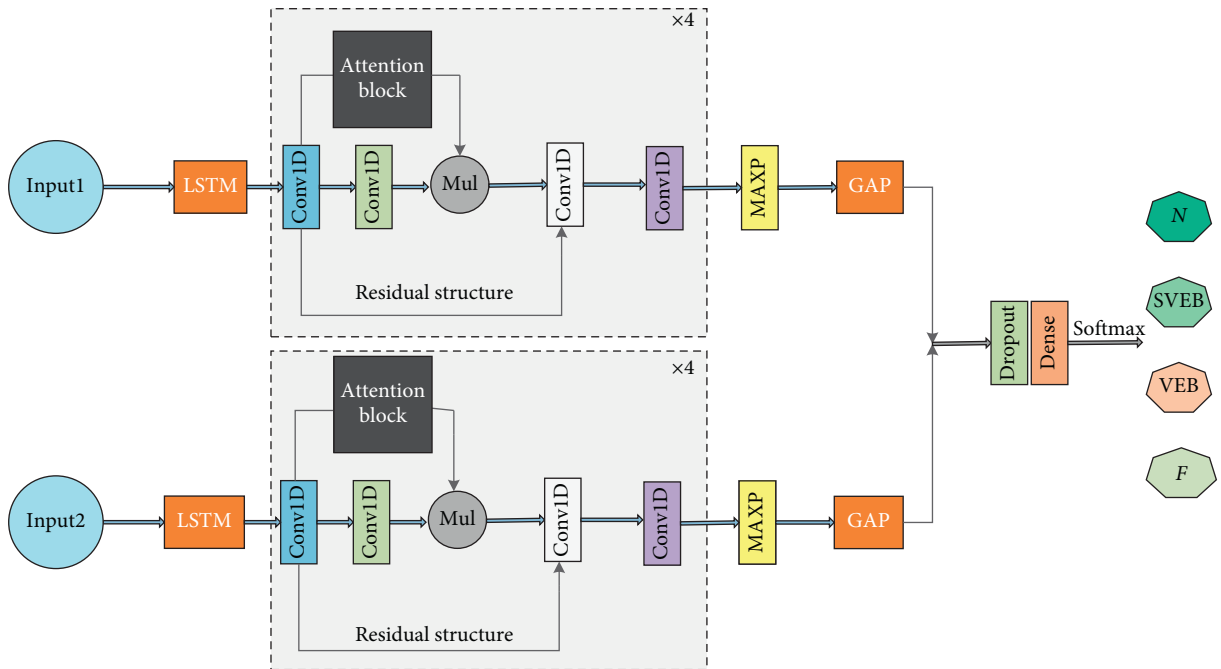 ×4
Attention
block
Input1
LSTM
Conv1D
Conv1D
Mul
Conv1D
Conv1D
MAXP
GAP
Residual structure
N
SVEB
VEB
F
Dropout
Dense
Softmax
×4
Attention
block
Input2
LSTM
Conv1D
Conv1D
Mul
Conv1D
Conv1D
MAXP
GAP
Residual structure